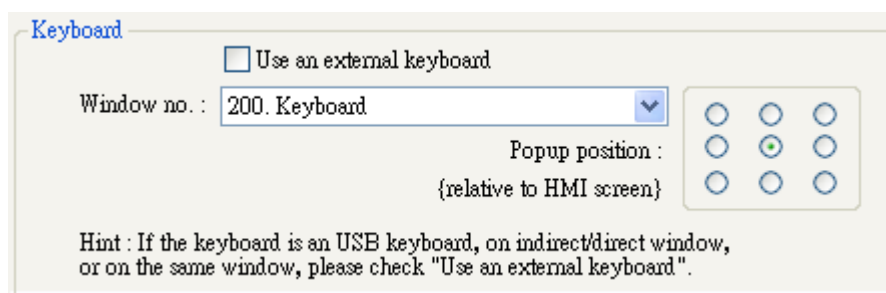 Keyboard
Use an external keyboard
Window no. : 200. Keyboard
Popup position :
{relative to HMI screen}
Hint : If the keyboard is an USB keyboard, on indirect/direct window,
or on the same window, please check "Use an external keyboard".